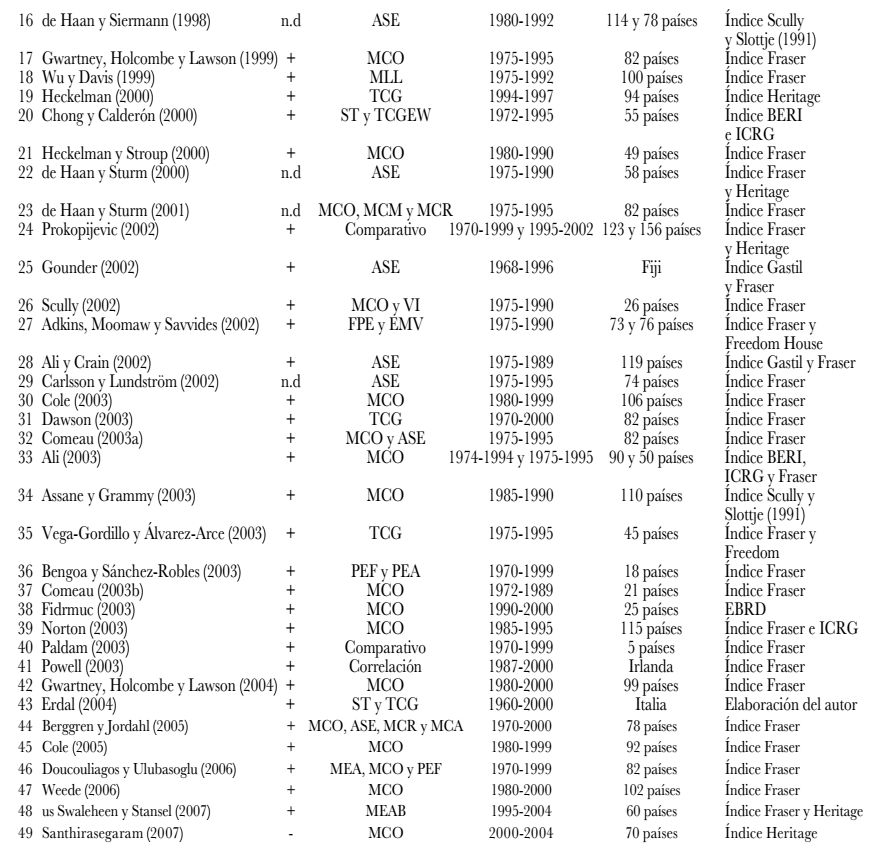 16 de Haan y Siermann (1998) n.d ASE 1980-1992 114 y 78 países Índice Scully
y Slottje (1991)
17 Gwartney, Holcombe y Lawson (1999) + MCO 1975-1995 82 países Índice Fraser
18 Wu y Davis (1999) + MLL 1975-1992 100 países Índice Fraser
19 Heckelman (2000) + TCG 1994-1997 94 países Índice Heritage
20 Chong y Calderón (2000) + ST y TCGEW 1972-1995 55 países Índice BERI
e ICRG
21 Heckelman y Stroup (2000) + MCO 1980-1990 49 países Índice Fraser
22 de Haan y Sturm (2000) n.d ASE 1975-1990 58 países Índice Fraser
y Heritage
23 de Haan y Sturm (2001) n.d MCO, MCM y MCR 1975-1995 82 países Índice Fraser
24 Prokopijevic (2002) + Comparativo 1970-1999 y 1995-2002 123 y 156 países Índice Fraser
y Heritage
25 Gounder (2002) + ASE 1968-1996 Fiji Índice Gastil
y Fraser
26 Scully (2002) + MCO y VI 1975-1990 26 países Índice Fraser
27 Adkins, Moomaw y Savvides (2002) + FPE y EMV 1975-1990 73 y 76 países Índice Fraser y
Freedom House
28 Ali y Crain (2002) + ASE 1975-1989 119 países Índice Gastil y Fraser
29 Carlsson y Lundström (2002) n.d ASE 1975-1995 74 países Índice Fraser
30 Cole (2003) + MCO 1980-1999 106 países Índice Fraser
31 Dawson (2003) + TCG 1970-2000 82 países Índice Fraser
32 Comeau (2003a) + MCO y ASE 1975-1995 82 países Índice Fraser
33 Ali (2003) + MCO 1974-1994 y 1975-1995 90 y 50 países Índice BERI,
ICRG y Fraser
34 Assane y Grammy (2003) + MCO 1985-1990 110 países Índice Scully y
Slottje (1991)
35 Vega-Gordillo y Álvarez-Arce (2003) + TCG 1975-1995 45 países Índice Fraser y
Freedom
36 Bengoa y Sánchez-Robles (2003) + PEF y PEA 1970-1999 18 países Índice Fraser
37 Comeau (2003b) + MCO 1972-1989 21 países Índice Fraser
38 Fidrmuc (2003) + MCO 1990-2000 25 países EBRD
39 Norton (2003) + MCO 1985-1995 115 países Índice Fraser e ICRG
40 Paldam (2003) + Comparativo 1970-1999 5 países Índice Fraser
41 Powell (2003) + Correlación 1987-2000 Irlanda Índice Fraser
42 Gwartney, Holcombe y Lawson (2004) + MCO 1980-2000 99 países Índice Fraser
43 Erdal (2004) + ST y TCG 1960-2000 Italia Elaboración del autor
44 Berggren y Jordahl (2005) + MCO, ASE, MCR y MCA 1970-2000 78 países Índice Fraser
45 Cole (2005) + MCO 1980-1999 92 países Índice Fraser
46 Doucouliagos y Ulubasoglu (2006) + MEA, MCO y PEF 1970-1999 82 países Índice Fraser
47 Weede (2006) + MCO 1980-2000 102 países Índice Fraser
48 us Swaleheen y Stansel (2007) + MEAB 1995-2004 60 países Índice Fraser y Heritage
49 Santhirasegaram (2007) - MCO 2000-2004 70 países Índice Heritage